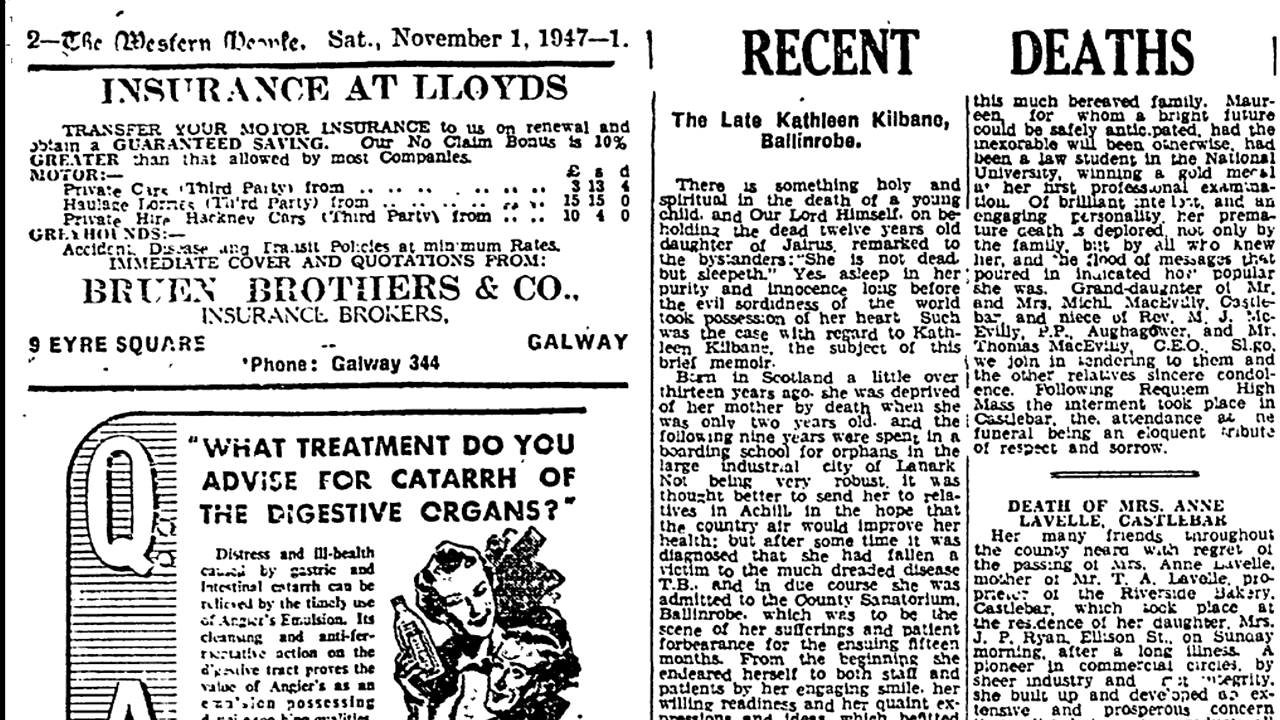 2—The Western People. Sat., November 1, 1947—1.
INSURANCE AT LLOYDS
TRANSFER YOUR MOTOR INSURANCE to us on renewal and
obtain a GUARANTEED SAVING. Our No Claim Bonus is 10%
GREATER than that allowed by most Companies.
MOTOR:— £ s d
Private Cars (Third Party) from .. .. .. .. .. 3 13 4
Haulage Lorries (Third Party) from .. .. .. .. 15 15 0
Private Hire Hackney Cars (Third Party) from .. .. 10 4 0
GREYHOUNDS:—
Accident, Disease and Transit Policies at minimum Rates.
IMMEDIATE COVER AND QUOTATIONS FROM:
BRUEN BROTHERS & CO.,
INSURANCE BROKERS,
9 EYRE SQUARE -- GALWAY
'Phone: Galway 344
Q
"WHAT TREATMENT DO YOU
ADVISE FOR CATARRH OF
THE DIGESTIVE ORGANS?"
Distress and ill-health
caused by gastric and
intestinal catarrh can be
relieved by the timely use
of Angier's Emulsion. Its
cleansing and anti-fer-
mentative action on the
digestive tract proves the
value of Angier's as an
emulsion possessing
A
RECENT DEATHS
The Late Kathleen Kilbane,
Ballinrobe.
There is something holy and
spiritual in the death of a young
child, and Our Lord Himself, on be-
holding the dead twelve years old
daughter of Jairus, remarked to
the bystanders: "She is not dead,
but sleepeth." Yes, asleep in her
purity and innocence long before
the evil sordidness of the world
took possession of her heart. Such
was the case with regard to Kath-
leen Kilbane, the subject of this
brief memoir.
Born in Scotland a little over
thirteen years ago, she was deprived
of her mother by death when she
was only two years old, and the
following nine years were spent in a
boarding school for orphans in the
large industrial city of Lanark
Not being very robust, it was
thought better to send her to rela-
tives in Achill, in the hope that
the country air would improve her
health; but after some time it was
diagnosed that she had fallen a
victim to the much dreaded disease
T.B., and in due course she was
admitted to the County Sanatorium,
Ballinrobe, which was to be the
scene of her sufferings and patient
forbearance for the ensuing fifteen
months. From the beginning she
endeared herself to both staff and
patients by her engaging smile, her
willing readiness and her quaint ex-
pressions and ideas, which befitted
this much bereaved family. Maur-
een, for whom a bright future
could be safely anticipated, had the
inexorable will been otherwise, had
been a law student in the National
University, winning a gold medal
at her first professional examina-
tion. Of brilliant intellect, and an
engaging personality, her prema-
ture death is deplored, not only by
the family, but by all who knew
her, and the flood of messages that
poured in indicated how popular
she was. Grand-daughter of Mr.
and Mrs. Michl. MacEvilly, Castle-
bar and niece of Rev. M. J. Mc-
Evilly, P.P., Aughagower, and Mr.
Thomas MacEvilly, C.E.O., Sligo,
we join in tendering to them and
the other relatives sincere condol-
ence. Following Requiem High
Mass the interment took place in
Castlebar, the attendance at the
funeral being an eloquent tribute
of respect and sorrow.
DEATH OF MRS. ANNE
LAVELLE, CASTLEBAR
Her many friends throughout
the county heard with regret of
the passing of Mrs. Anne Lavelle,
mother of Mr. T. A. Lavelle, pro-
prietor of the Riverside Bakery,
Castlebar, which took place at
the residence of her daughter, Mrs.
J. P. Ryan, Ellison St., on Sunday
morning, after a long illness. A
pioneer in commercial circles, by
sheer industry and integrity,
she built up and developed an ex-
tensive and prosperous concern